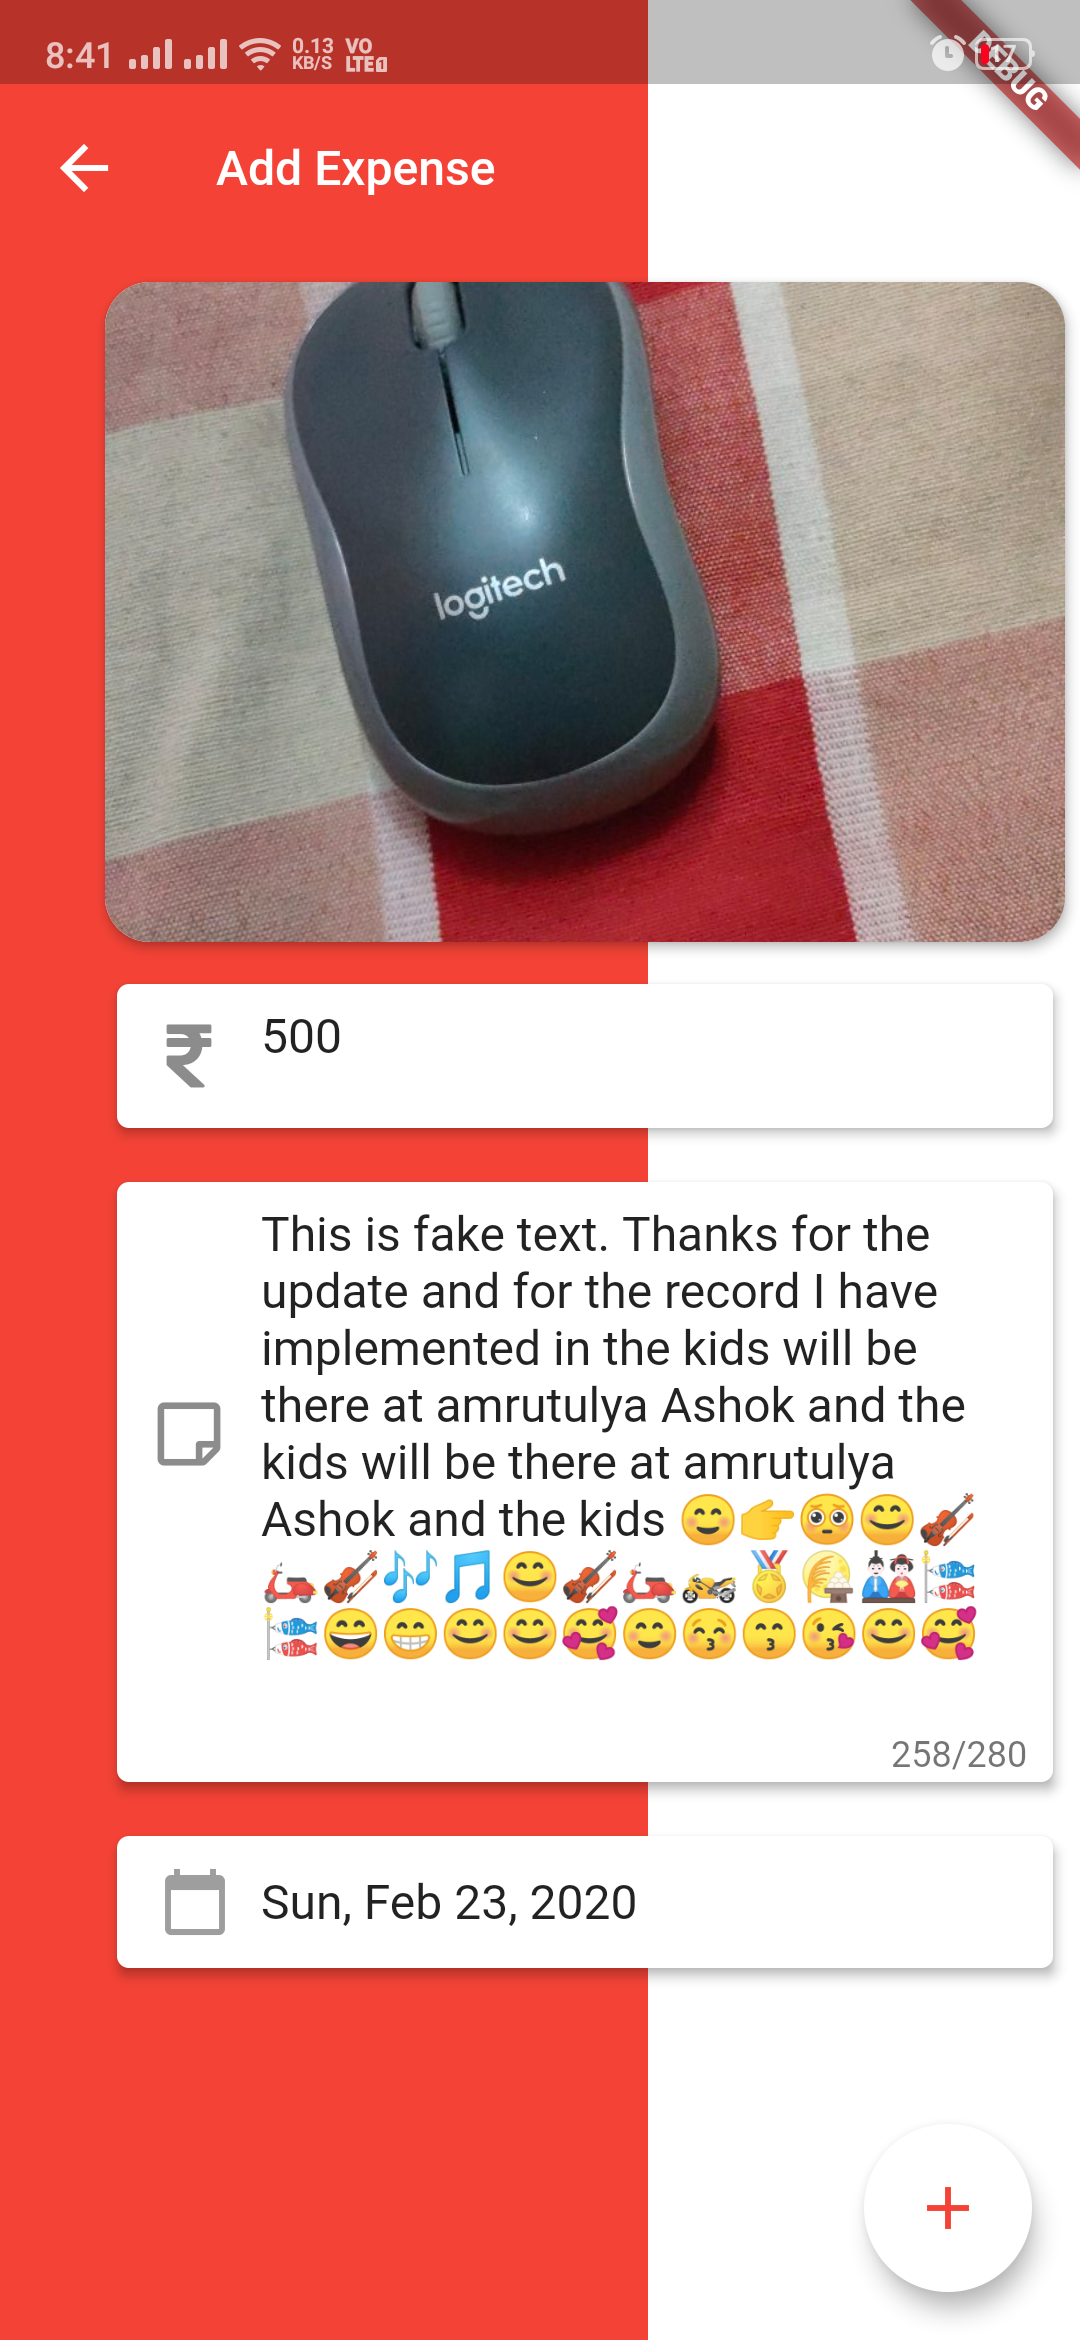 8:41 0.13 KB/S VO LTE 1 17
DEBUG
Add Expense
logitech
₹ 500
This is fake text. Thanks for the
update and for the record I have
implemented in the kids will be
there at amrutulya Ashok and the
kids will be there at amrutulya
Ashok and the kids 😊👉🥺😊🎻
🛵🎻🎶🎵😊🎻🛵🏍️🏅🎑🎎🎏
🎏😄😁😊😊🥰☺️😚😙😘😊🥰
258/280
Sun, Feb 23, 2020